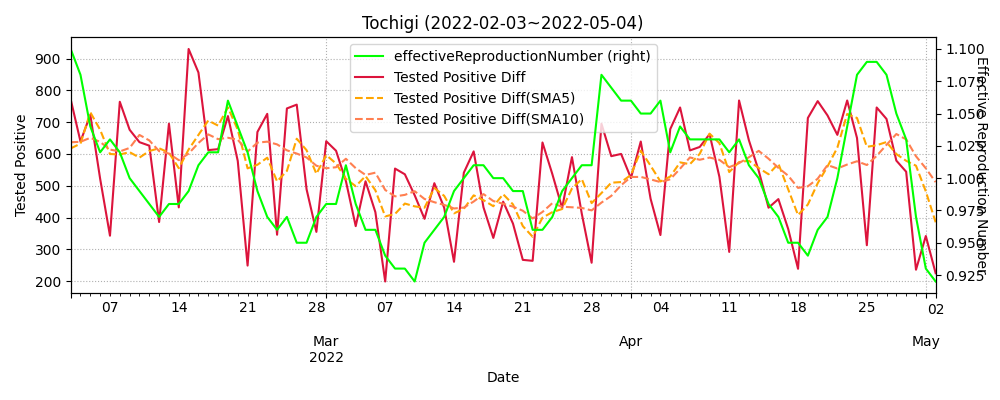 Tochigi (2022-02-03~2022-05-04)
effectiveReproductionNumber (right)
Tested Positive Diff
Tested Positive Diff(SMA5)
Tested Positive Diff(SMA10)
Tested Positive
900
800
700
600
500
400
300
200
1.100
1.075
1.050
1.025
1.000
0.975
0.950
0.925
Effective Reproduction Number
07 14 21 28 07 14 21 28 04 11 18 25 02
Mar Apr May
2022
Date